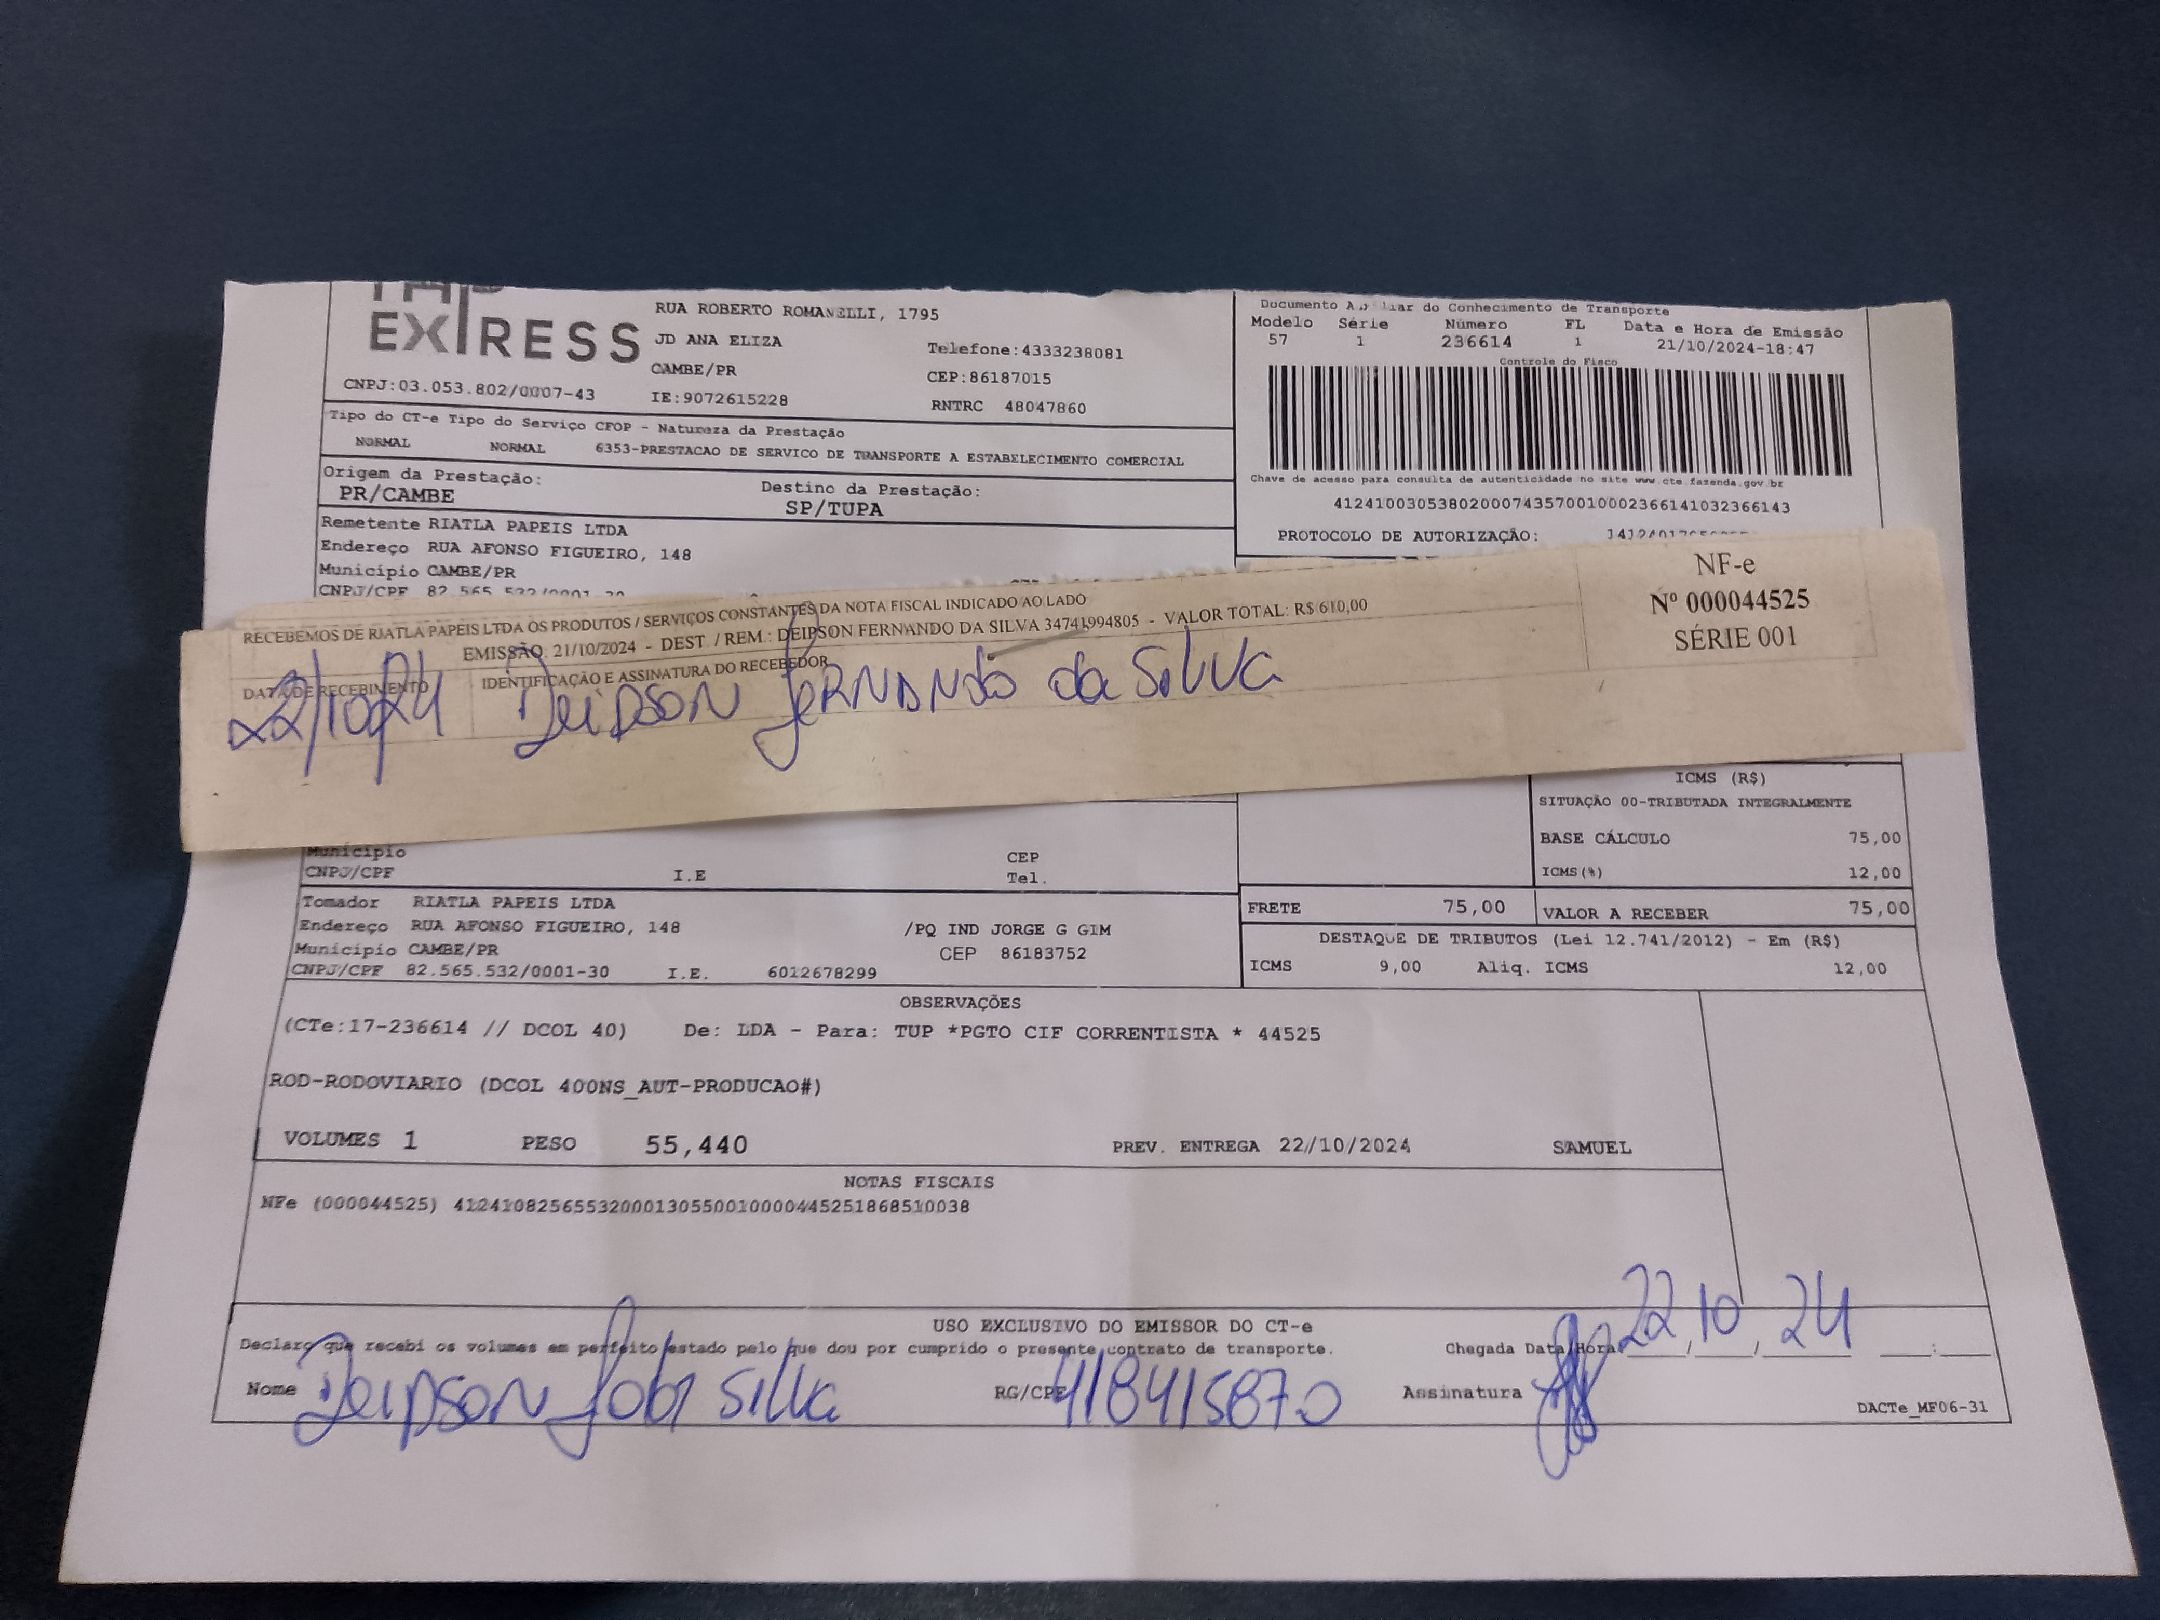 EXPRESS
CNPJ:03.053.802/0007-43
RUA ROBERTO ROMANELLI, 1795
JD ANA ELIZA
CAMBE/PR
IE:9072615228
Telefone:4333238081
CEP:86187015
RNTRC 48047860
Documento Auxiliar do Conhecimento de Transporte
Modelo Série Número FL Data e Hora de Emissão
57 1 236614 1 21/10/2024-18:47
Controle do Fisco
Chave de acesso para consulta de autenticidade no site www.cte.fazenda.gov.br
41241003053802000743570010002366141032366143
PROTOCOLO DE AUTORIZAÇÃO:
Tipo do CT-e Tipo do Serviço CFOP - Natureza da Prestação
NORMAL NORMAL 6353-PRESTACAO DE SERVICO DE TRANSPORTE A ESTABELECIMENTO COMERCIAL
Origem da Prestação: Destino da Prestação:
PR/CAMBE SP/TUPA
Remetente RIATLA PAPEIS LTDA
Endereço RUA AFONSO FIGUEIRO, 148
Município CAMBE/PR
CNPJ/CPF 82.565.532/0001-30
RECEBEMOS DE RIATLA PAPEIS LTDA OS PRODUTOS / SERVIÇOS CONSTANTES DA NOTA FISCAL INDICADO AO LADO
EMISSÃO: 21/10/2024 - DEST. / REM.: DEIPSON FERNANDO DA SILVA 34741994805 - VALOR TOTAL: R$ 610,00
DATA DE RECEBIMENTO IDENTIFICAÇÃO E ASSINATURA DO RECEBEDOR
22/10/24 Deipson Fernando da Silva
NF-e
Nº 000044525
SÉRIE 001
ICMS (R$)
SITUAÇÃO 00-TRIBUTADA INTEGRALMENTE
BASE CÁLCULO 75,00
ICMS(%) 12,00
FRETE 75,00 VALOR A RECEBER 75,00
DESTAQUE DE TRIBUTOS (Lei 12.741/2012) - Em (R$)
ICMS 9,00 Aliq. ICMS 12,00
Município CEP
CNPJ/CPF I.E Tel.
Tomador RIATLA PAPEIS LTDA
Endereço RUA AFONSO FIGUEIRO, 148 /PQ IND JORGE G GIM
Município CAMBE/PR CEP 86183752
CNPJ/CPF 82.565.532/0001-30 I.E. 6012678299
OBSERVAÇÕES
(CTe:17-236614 // DCOL 40) De: LDA - Para: TUP *PGTO CIF CORRENTISTA * 44525
ROD-RODOVIARIO (DCOL 400NS_AUT-PRODUCAO#)
VOLUMES 1 PESO 55,440 PREV. ENTREGA 22/10/2024 SAMUEL
NOTAS FISCAIS
NFe (000044525) 41241082565532000130550010000445251868510038
USO EXCLUSIVO DO EMISSOR DO CT-e
Declaro que recebi os volumes em perfeito estado pelo que dou por cumprido o presente contrato de transporte. Chegada Data/Hora 22/10/24
Nome Deipson Silva RG/CPF 418415870 Assinatura
DACTe_MF06-31